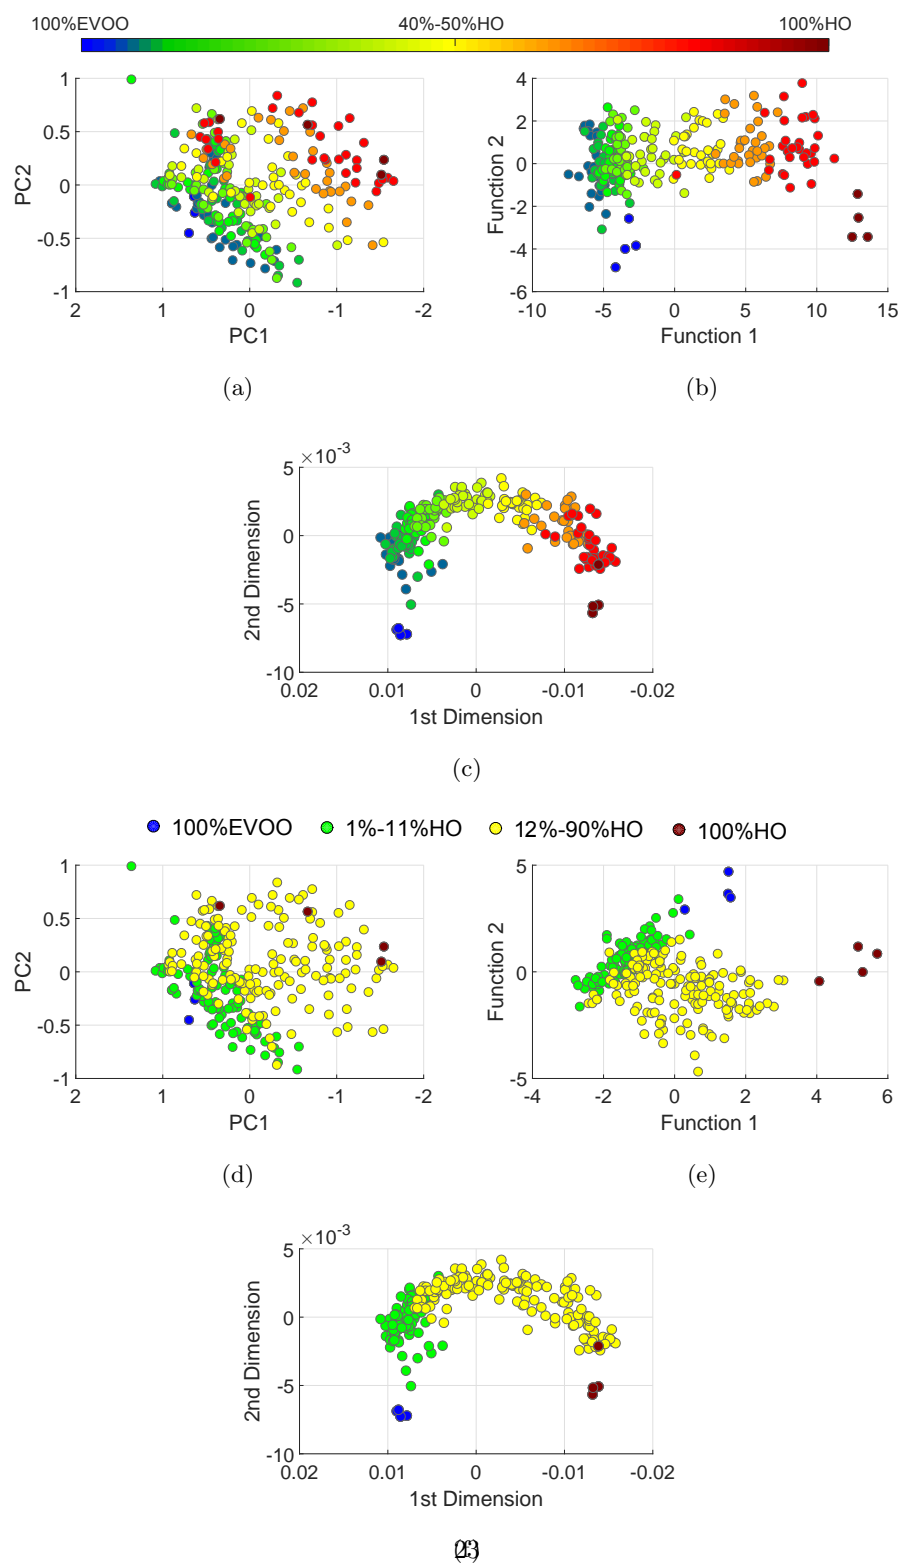 100%EVOO 40%-50%HO 100%HO
1
0.5
0
-0.5
-1
PC2
2 1 0 -1 -2
PC1
(a)
4
2
0
-2
-4
-6
Function 2
-10 -5 0 5 10 15
Function 1
(b)
5 ×10-3
0
-5
-10
2nd Dimension
0.02 0.01 0 -0.01 -0.02
1st Dimension
(c)
100%EVOO 1%-11%HO 12%-90%HO 100%HO
1
0.5
0
-0.5
-1
PC2
2 1 0 -1 -2
PC1
(d)
5
0
-5
Function 2
-4 -2 0 2 4 6
Function 1
(e)
5 ×10-3
0
-5
-10
2nd Dimension
0.02 0.01 0 -0.01 -0.02
1st Dimension
(f)
23